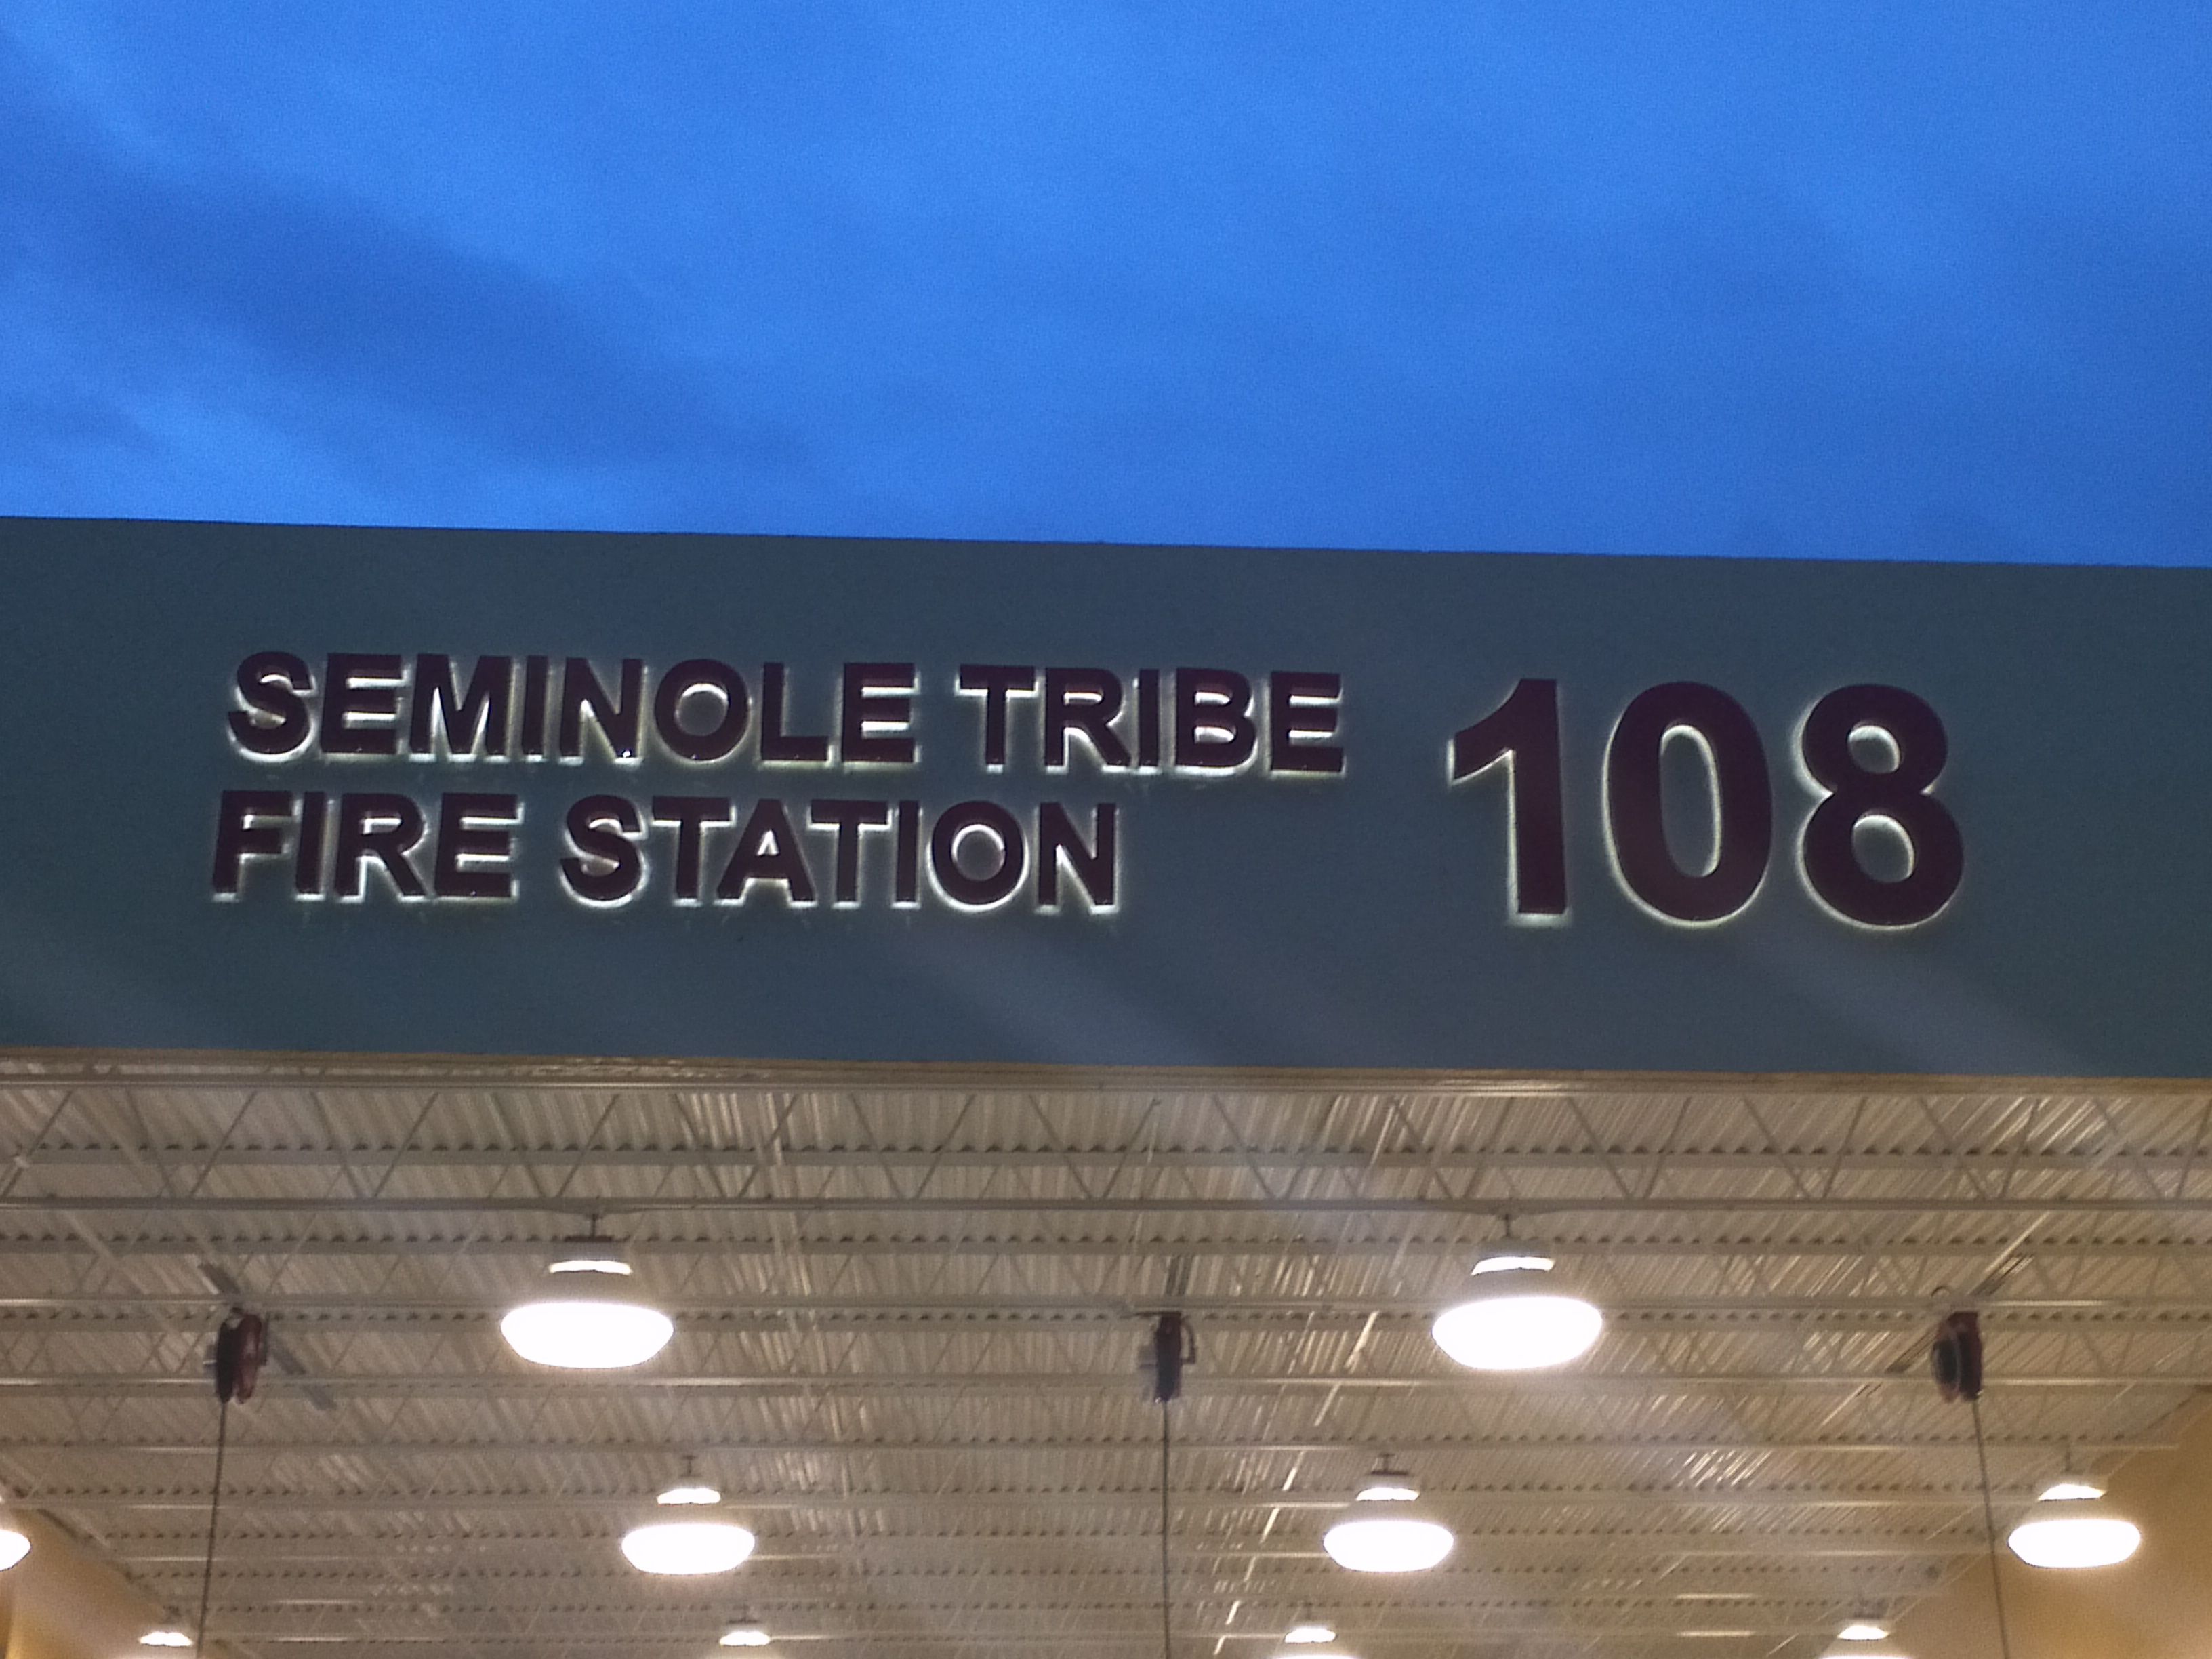 SEMINOLE TRIBE
FIRE STATION
108